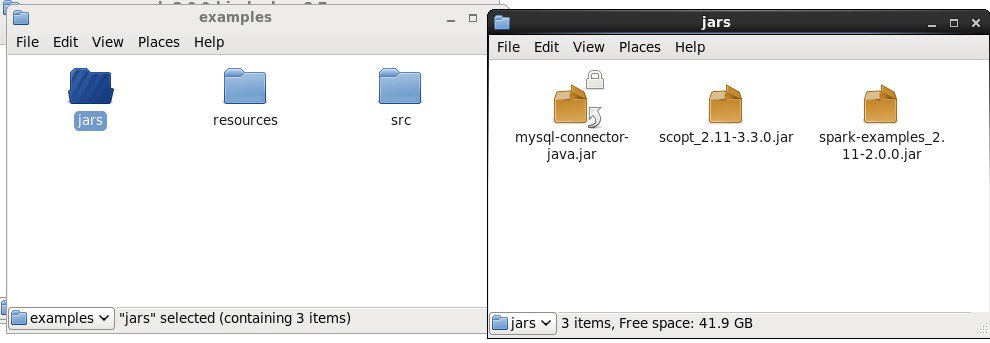 examples
File Edit View Places Help
jars
resources
src
examples
"jars" selected (containing 3 items)
jars
File Edit View Places Help
mysql-connector-
java.jar
scopt_2.11-3.3.0.jar
spark-examples_2.
11-2.0.0.jar
jars
3 items, Free space: 41.9 GB